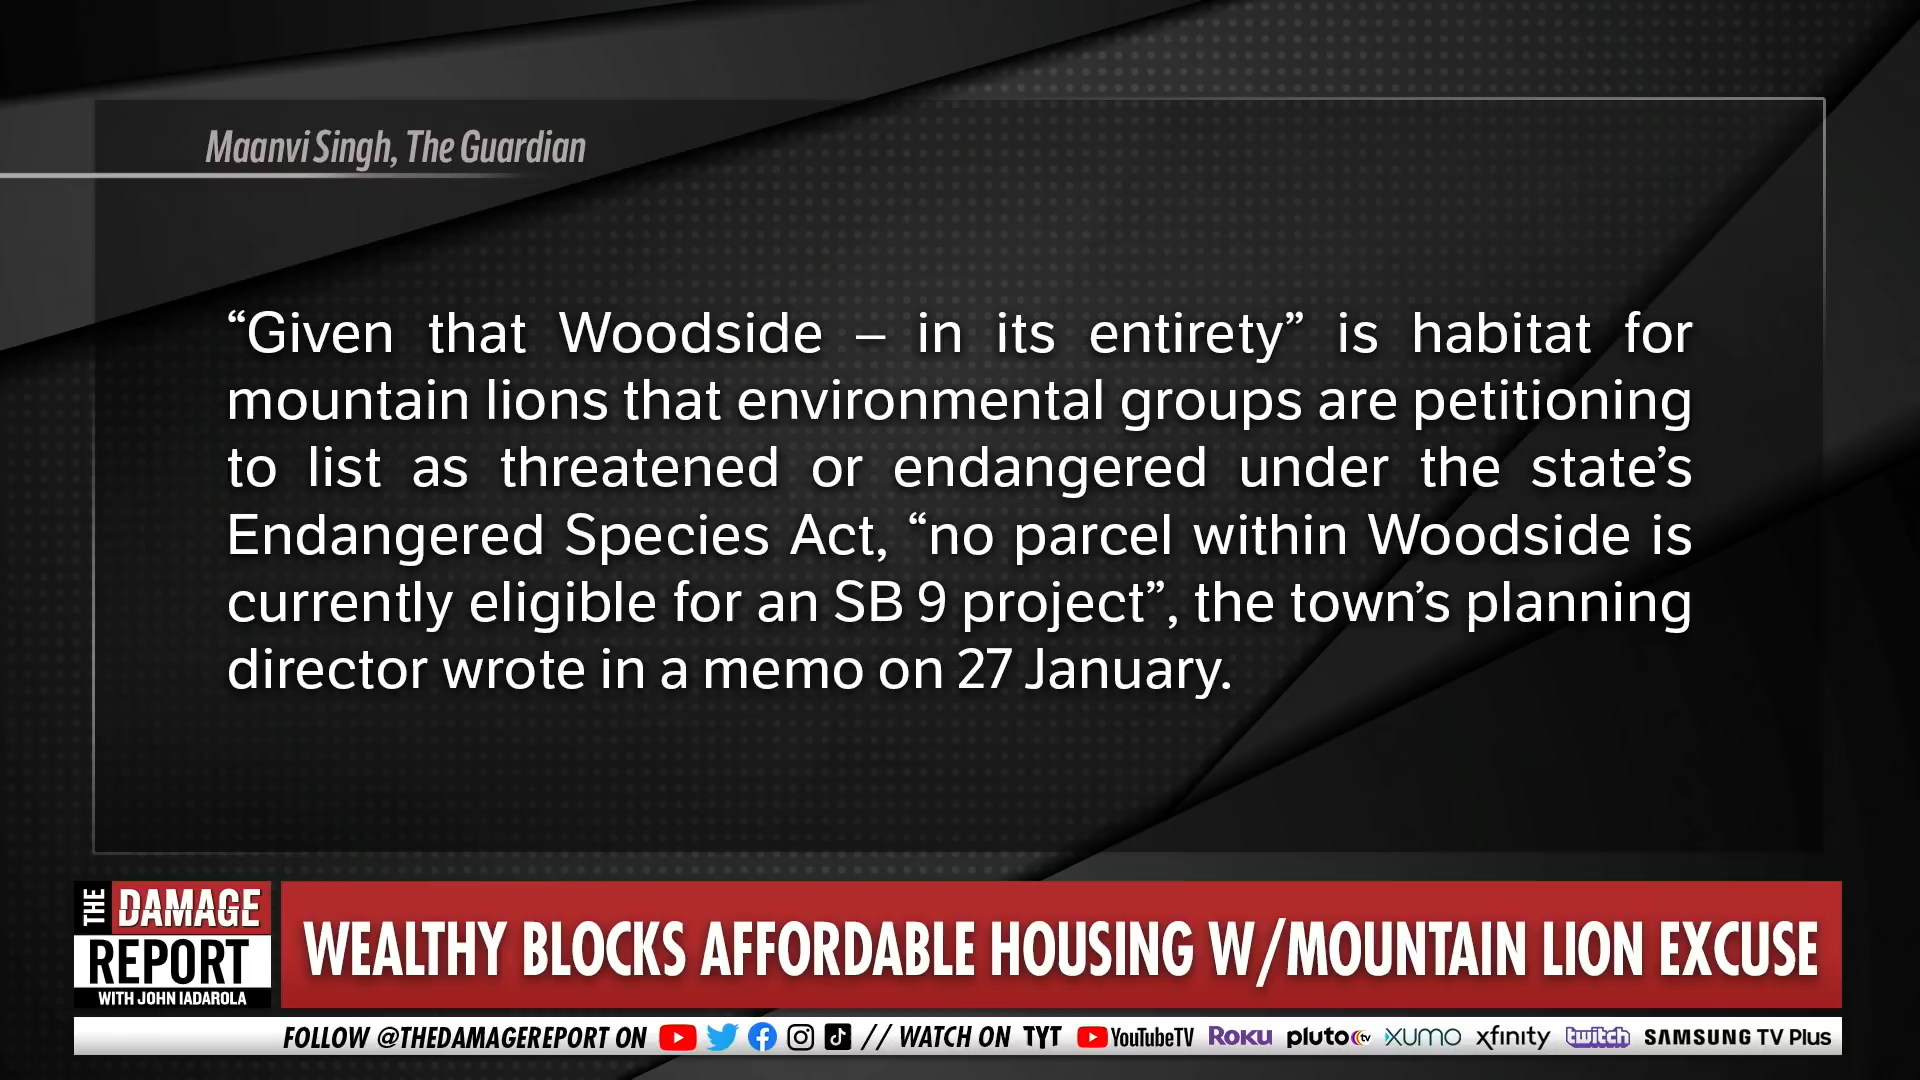 Maanvi Singh, The Guardian
“Given that Woodside – in its entirety” is habitat for
mountain lions that environmental groups are petitioning
to list as threatened or endangered under the state’s
Endangered Species Act, “no parcel within Woodside is
currently eligible for an SB 9 project”, the town’s planning
director wrote in a memo on 27 January.
THE DAMAGE
REPORT
WITH JOHN IADAROLA
WEALTHY BLOCKS AFFORDABLE HOUSING W/MOUNTAIN LION EXCUSE
FOLLOW @THEDAMAGEREPORT ON // WATCH ON TYT YouTubeTV ROKU pluto tv XUMO xfinity twitch SAMSUNG TV Plus